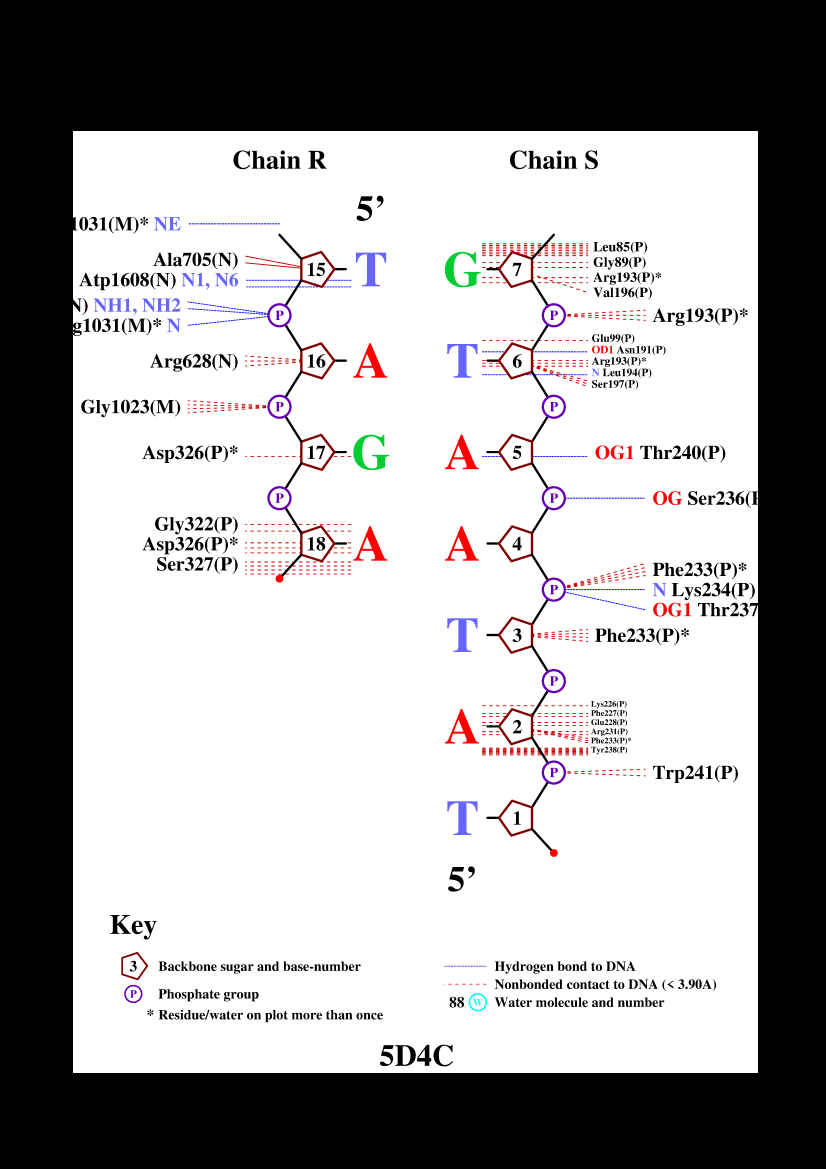 Chain R
Chain S
5’
1031(M)* NE
Ala705(N)
15
T
Atp1608(N) N1, N6
N) NH1, NH2
P
g1031(M)* N
Arg628(N)
16
A
Gly1023(M)
P
Asp326(P)*
17
G
P
Gly322(P)
Asp326(P)*
18
A
Ser327(P)
G
7
Leu85(P)
Gly89(P)
Arg193(P)*
Val196(P)
P
Arg193(P)*
T
6
Glu99(P)
OD1 Asn191(P)
Arg193(P)*
N Leu194(P)
Ser197(P)
P
A
5
OG1 Thr240(P)
P
OG Ser236(P
A
4
P
Phe233(P)*
N Lys234(P)
OG1 Thr237
T
3
Phe233(P)*
P
A
2
Lys226(P)
Phe227(P)
Glu228(P)
Arg231(P)
Phe233(P)*
Tyr238(P)
P
Trp241(P)
T
1
5’
Key
3 Backbone sugar and base-number
P Phosphate group
* Residue/water on plot more than once
Hydrogen bond to DNA
Nonbonded contact to DNA (< 3.90A)
88 W Water molecule and number
5D4C